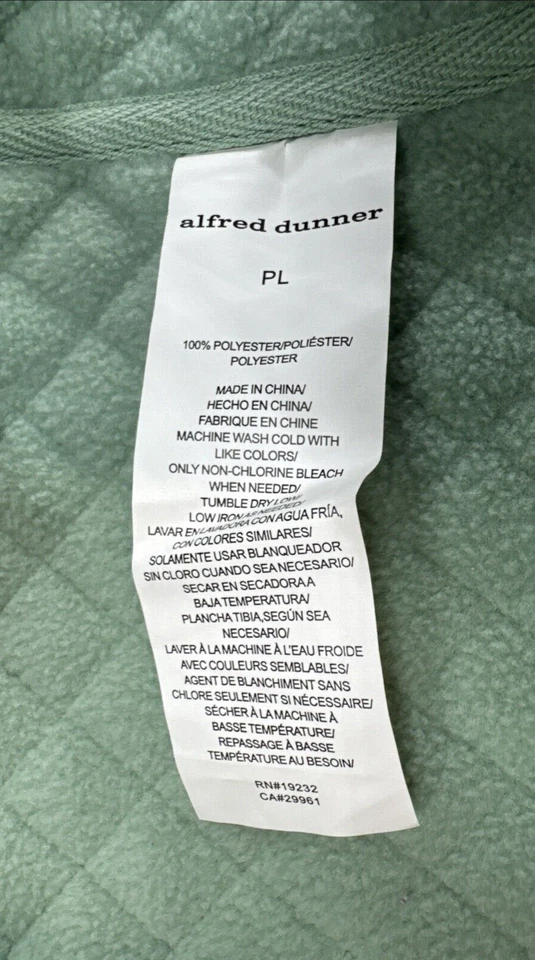 alfred dunner
PL
100% POLYESTER/POLIÉSTER/
POLYESTER
MADE IN CHINA/
HECHO EN CHINA/
FABRIQUE EN CHINE
MACHINE WASH COLD WITH
LIKE COLORS/
ONLY NON-CHLORINE BLEACH
WHEN NEEDED/
TUMBLE DRY LOW/
LOW IRON AS NEEDED/
LAVAR EN LAVADORA CON AGUA FRÍA,
CON COLORES SIMILARES/
SOLAMENTE USAR BLANQUEADOR
SIN CLORO CUANDO SEA NECESARIO/
SECAR EN SECADORA A
BAJA TEMPERATURA/
PLANCHA TIBIA,SEGÚN SEA
NECESARIO/
LAVER À LA MACHINE À L'EAU FROIDE
AVEC COULEURS SEMBLABLES/
AGENT DE BLANCHIMENT SANS
CHLORE SEULEMENT SI NÉCESSAIRE/
SÉCHER À LA MACHINE À
BASSE TEMPÉRATURE/
REPASSAGE À BASSE
TEMPÉRATURE AU BESOIN/
RN#19232
CA#29961